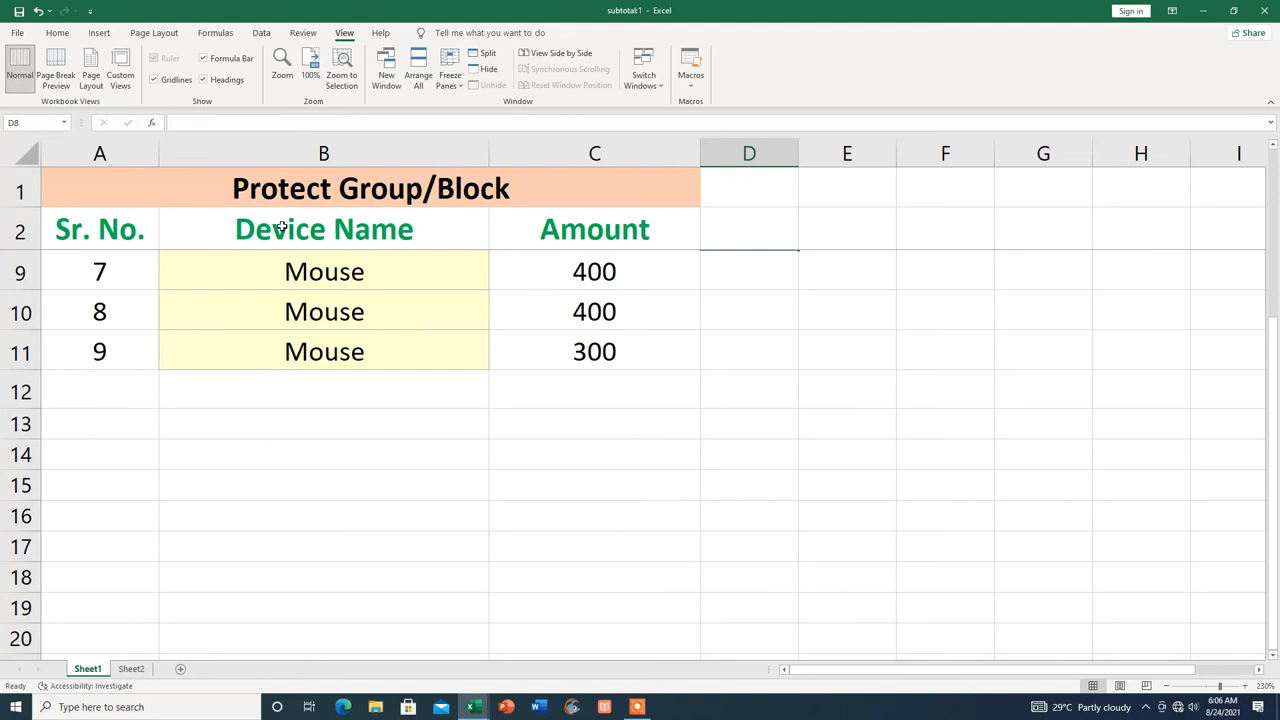 subtotal:1 - Excel
Sign in
File Home Insert Page Layout Formulas Data Review View Help Tell me what you want to do
Share
Normal Page Break Preview Page Layout Custom Views
Workbook Views
Ruler Formula Bar
Gridlines Headings
Show
Zoom 100% Zoom to Selection
Zoom
New Window Arrange All Freeze Panes
Split
Hide
Unhide
View Side by Side
Synchronous Scrolling
Reset Window Position
Switch Windows
Window
Macros
Macros
D8
fx
A B C D E F G H I
1 Protect Group/Block
2 Sr. No. Device Name Amount
9 7 Mouse 400
10 8 Mouse 400
11 9 Mouse 300
12
13
14
15
16
17
18
19
20
Sheet1 Sheet2
Ready Accessibility: Investigate
230%
Type here to search
29°C Partly cloudy
6:06 AM
8/24/2021